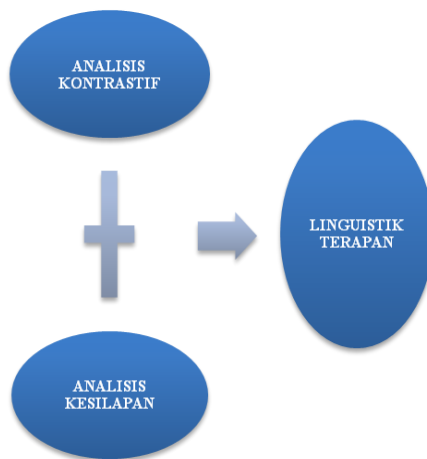 ANALISIS
KONTRASTIF
LINGUISTIK
TERAPAN
ANALISIS
KESILAPAN